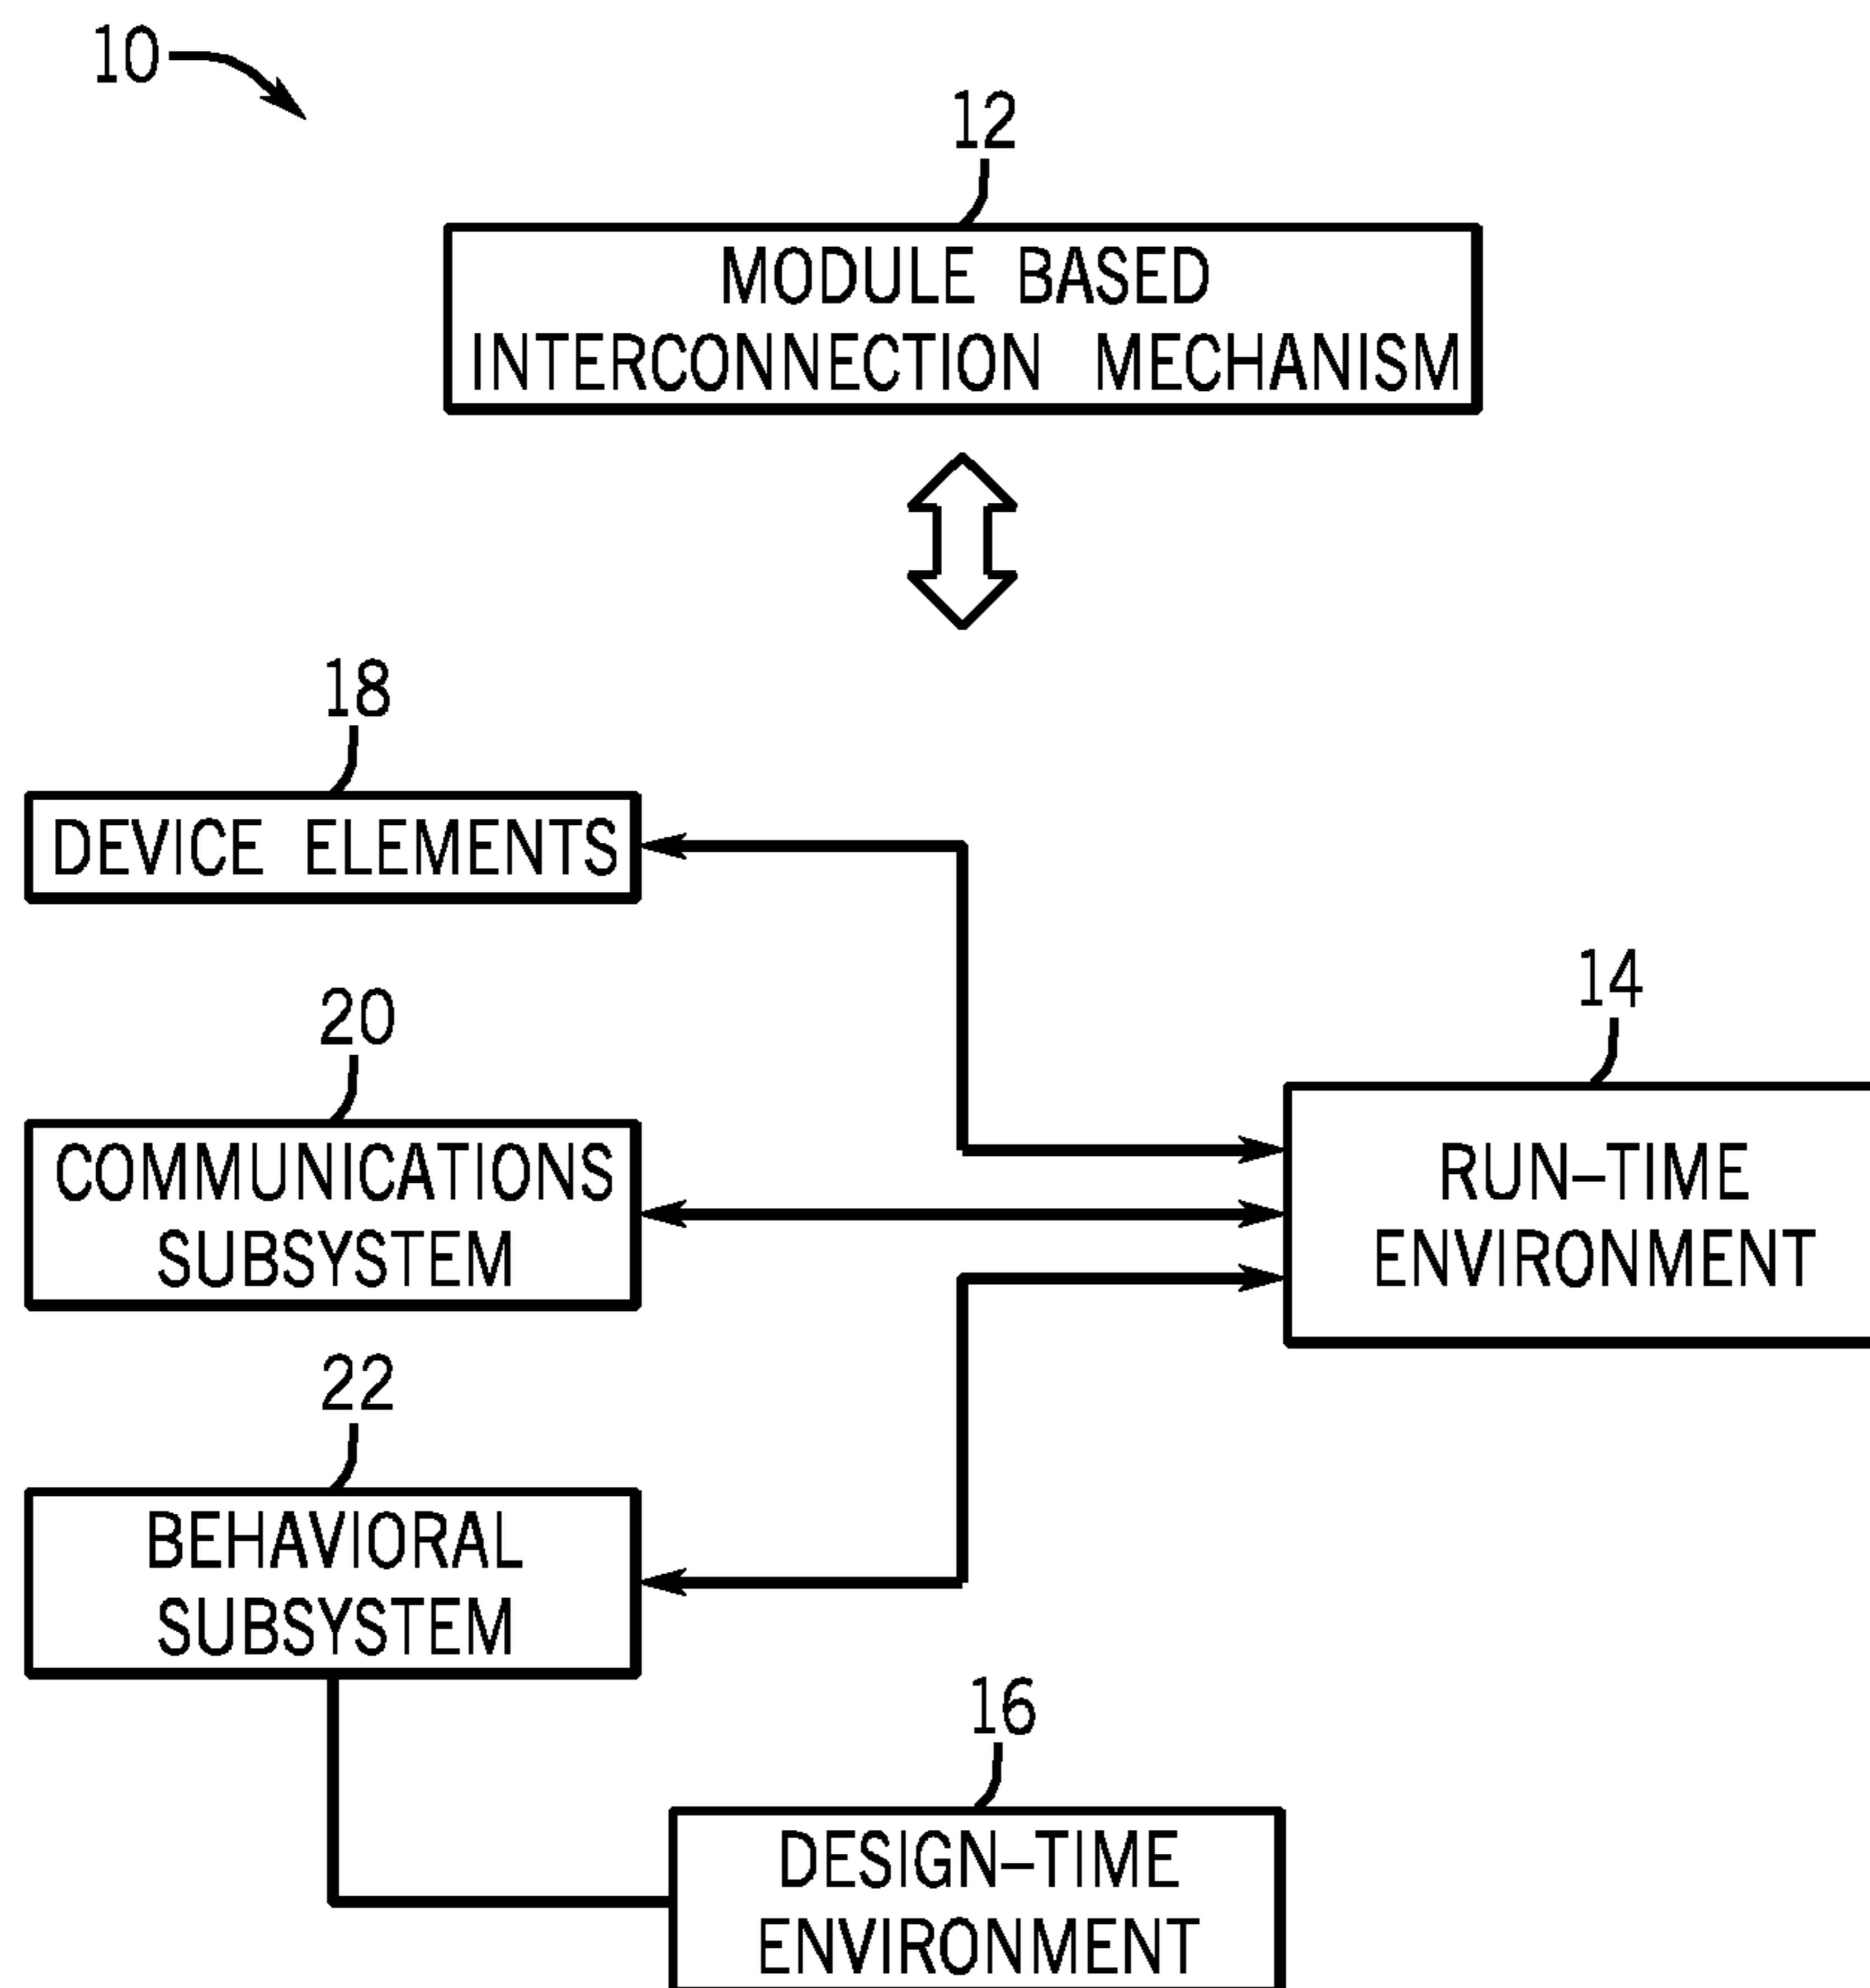 10
12
MODULE BASED
INTERCONNECTION MECHANISM
18
DEVICE ELEMENTS
20
COMMUNICATIONS
SUBSYSTEM
14
RUN-TIME
ENVIRONMENT
22
BEHAVIORAL
SUBSYSTEM
16
DESIGN-TIME
ENVIRONMENT